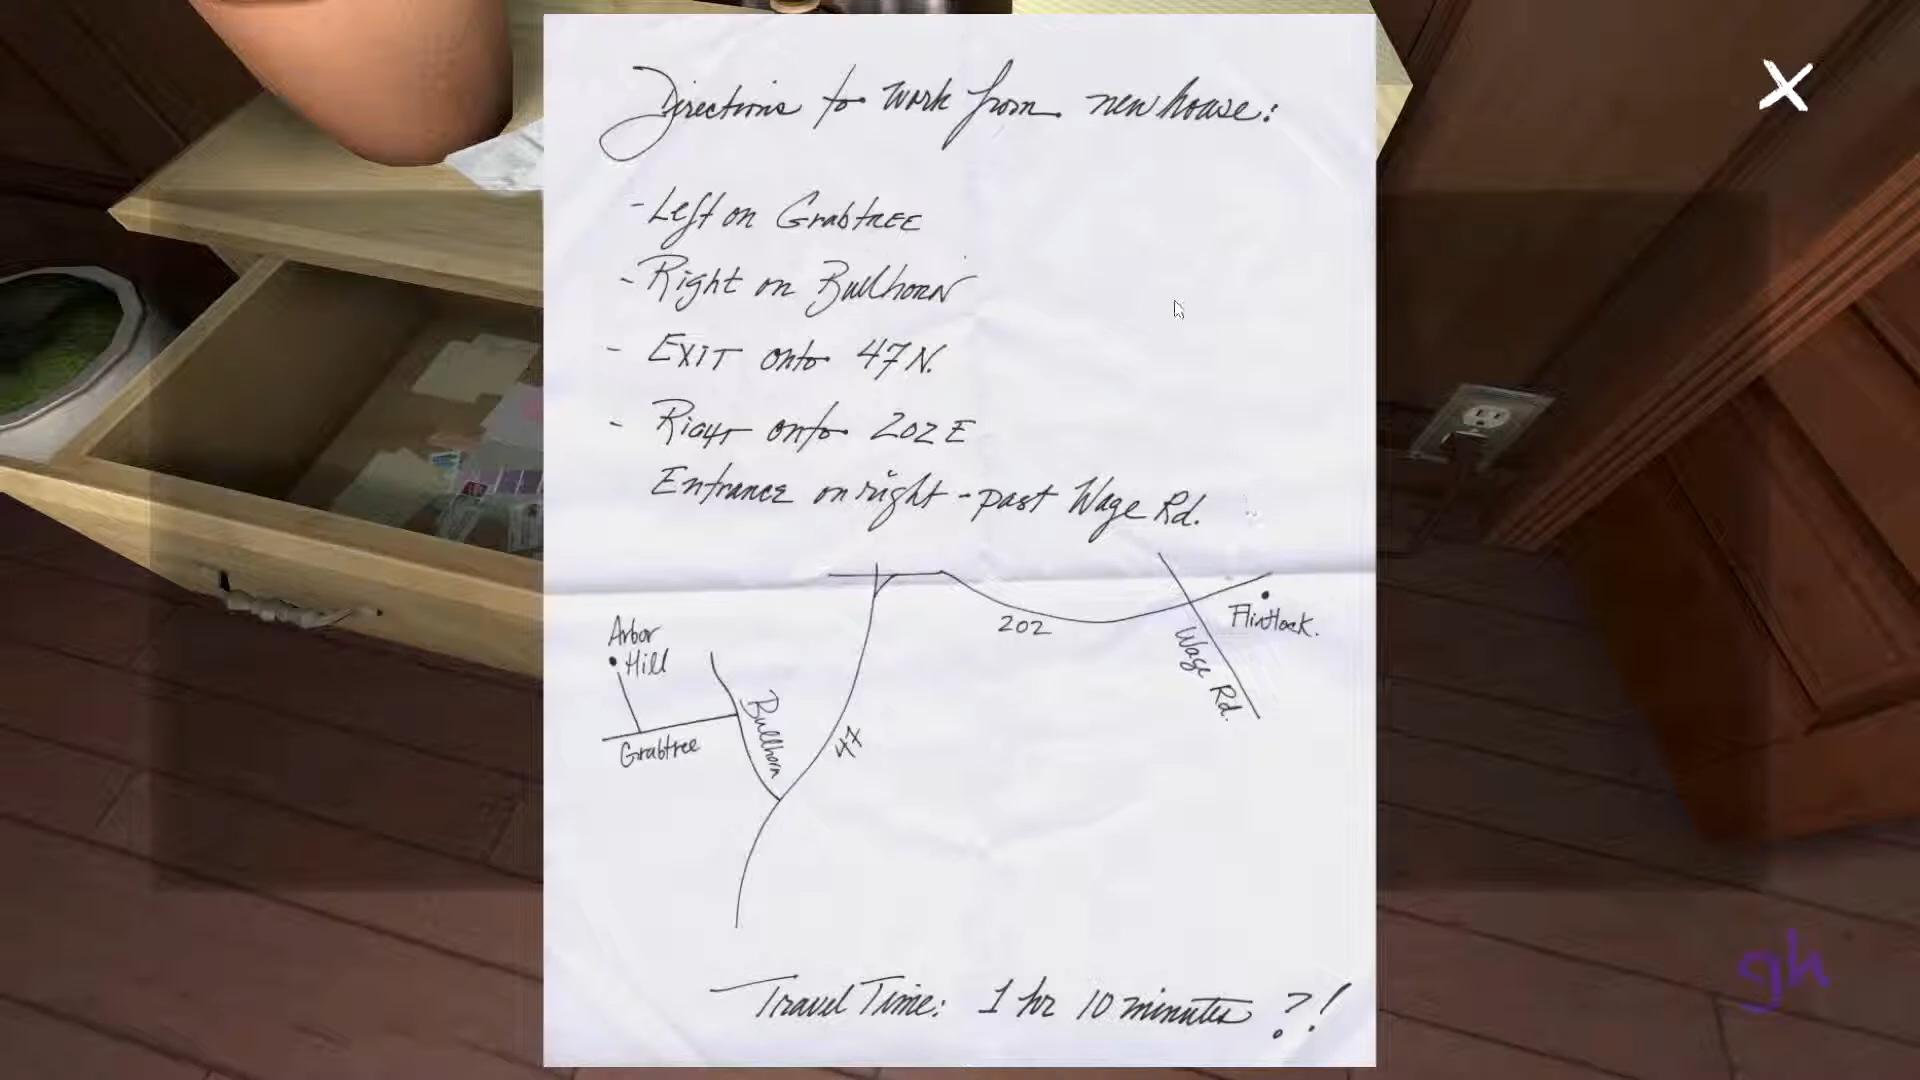 Directions to work from new house:
- Left on Grabtree
- Right on Bullhorn
- Exit onto 47 N.
- Right onto 202 E
Entrance on right - past Wage Rd.
Arbor
Hill
Grabtree
Bullhorn
47
202
Wage Rd.
Flintlock.
Travel Time: 1 hr 10 minutes ?!
gh